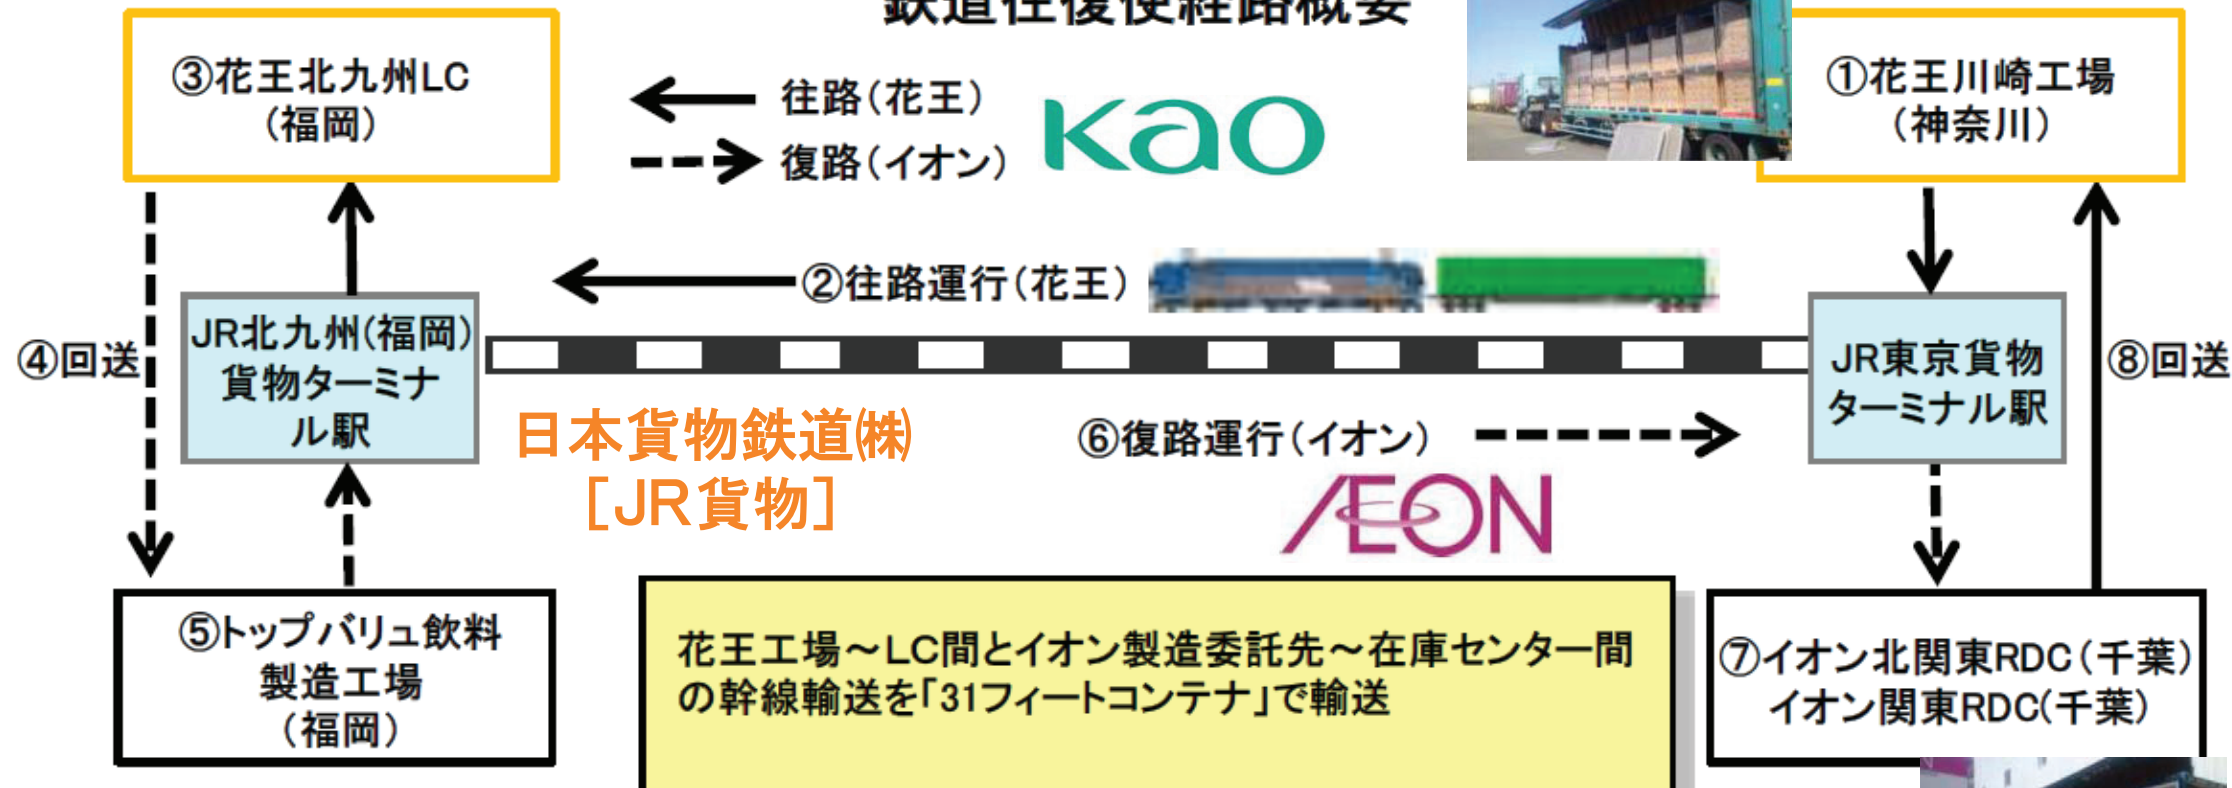 鉄道往復便経路概要
③花王北九州LC
(福岡)
往路(花王)
復路(イオン)
Kao
①花王川崎工場
(神奈川)
②往路運行(花王)
④回送
JR北九州(福岡)
貨物ターミナ
ル駅
JR東京貨物
ターミナル駅
⑧回送
日本貨物鉄道㈱
[JR貨物]
⑥復路運行(イオン)
ÆON
⑤トップバリュ飲料
製造工場
(福岡)
花王工場~LC間とイオン製造委託先~在庫センター間
の幹線輸送を「31フィートコンテナ」で輸送
⑦イオン北関東RDC(千葉)
イオン関東RDC(千葉)